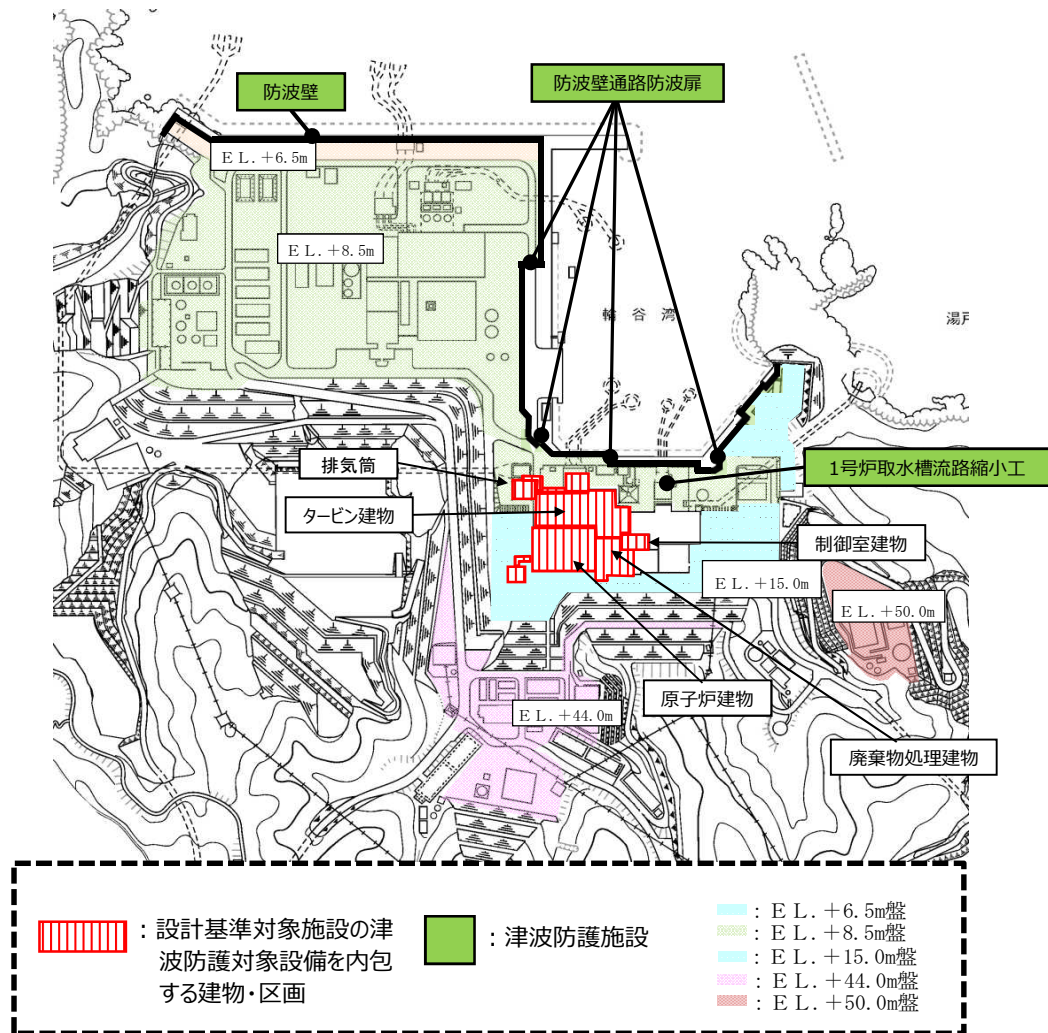 防波壁
防波壁通路防波扉
ＥＬ.＋6.5m
ＥＬ.＋8.5m
輪谷湾
湯戸
排気筒
1号炉取水槽流路縮小工
タービン建物
制御室建物
ＥＬ.＋15.0m
ＥＬ.＋50.0m
原子炉建物
ＥＬ.＋44.0m
廃棄物処理建物
：設計基準対象施設の津
波防護対象設備を内包
する建物・区画
：津波防護施設
：ＥＬ.＋6.5m盤
：ＥＬ.＋8.5m盤
：ＥＬ.＋15.0m盤
：ＥＬ.＋44.0m盤
：ＥＬ.＋50.0m盤